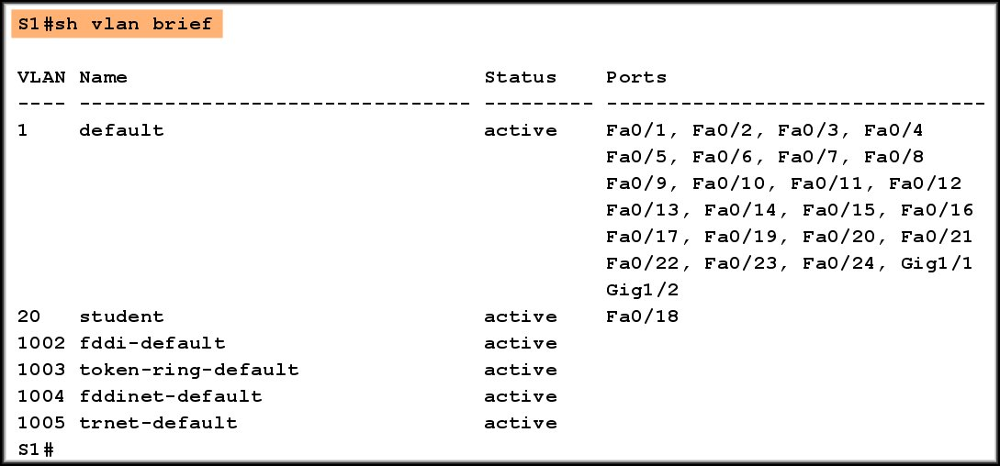 S1#sh vlan brief
VLAN Name Status Ports
---- -------------------------------- --------- -------------------------------
1 default active Fa0/1, Fa0/2, Fa0/3, Fa0/4
Fa0/5, Fa0/6, Fa0/7, Fa0/8
Fa0/9, Fa0/10, Fa0/11, Fa0/12
Fa0/13, Fa0/14, Fa0/15, Fa0/16
Fa0/17, Fa0/19, Fa0/20, Fa0/21
Fa0/22, Fa0/23, Fa0/24, Gig1/1
Gig1/2
20 student active Fa0/18
1002 fddi-default active
1003 token-ring-default active
1004 fddinet-default active
1005 trnet-default active
S1#